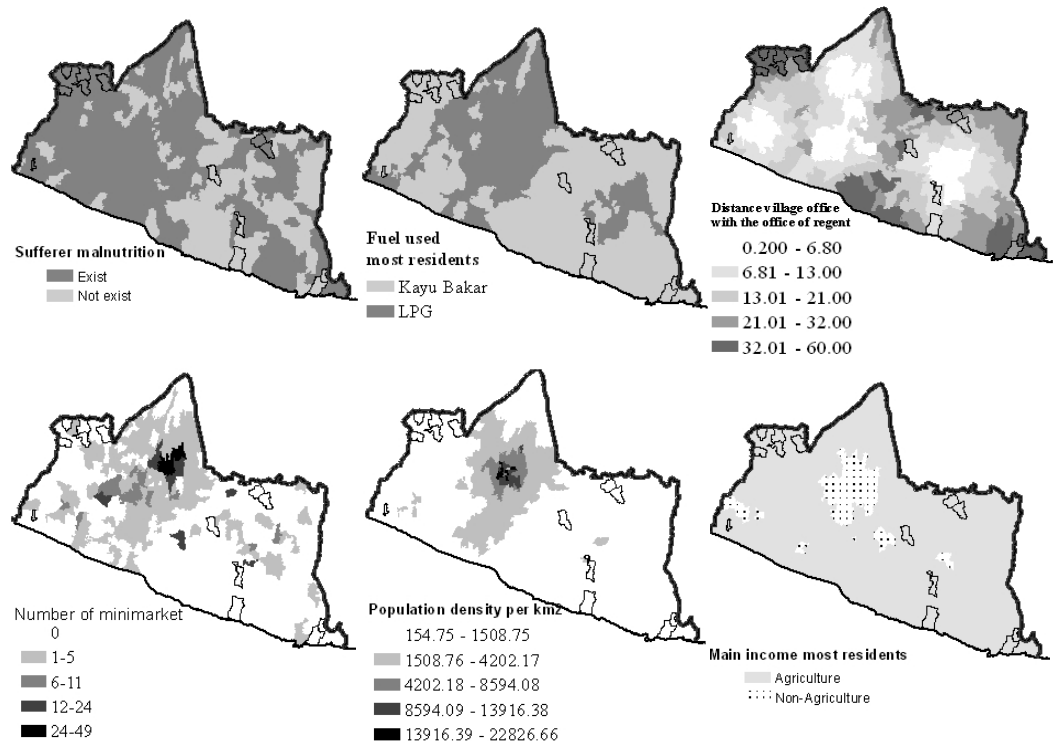 Sufferer malnutrition
Exist
Not exist
Fuel used
most residents
Kayu Bakar
LPG
Distance village office
with the office of regent
0.200 - 6.80
6.81 - 13.00
13.01 - 21.00
21.01 - 32.00
32.01 - 60.00
Number of minimarket
0
1-5
6-11
12-24
24-49
Population density per km2
154.75 - 1508.75
1508.76 - 4202.17
4202.18 - 8594.08
8594.09 - 13916.38
13916.39 - 22826.66
Main income most residents
Agriculture
Non-Agriculture